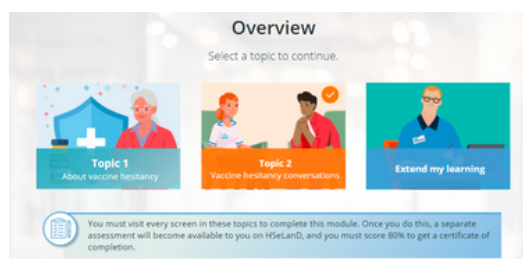 Overview
Select a topic to continue.
Topic 1
About vaccine hesitancy
Topic 2
Vaccine hesitancy conversations
Extend my learning
You must visit every screen in these topics to complete this module. Once you do this, a separate
assessment will become available to you on HSeLanD, and you must score 80% to get a certificate of
completion.